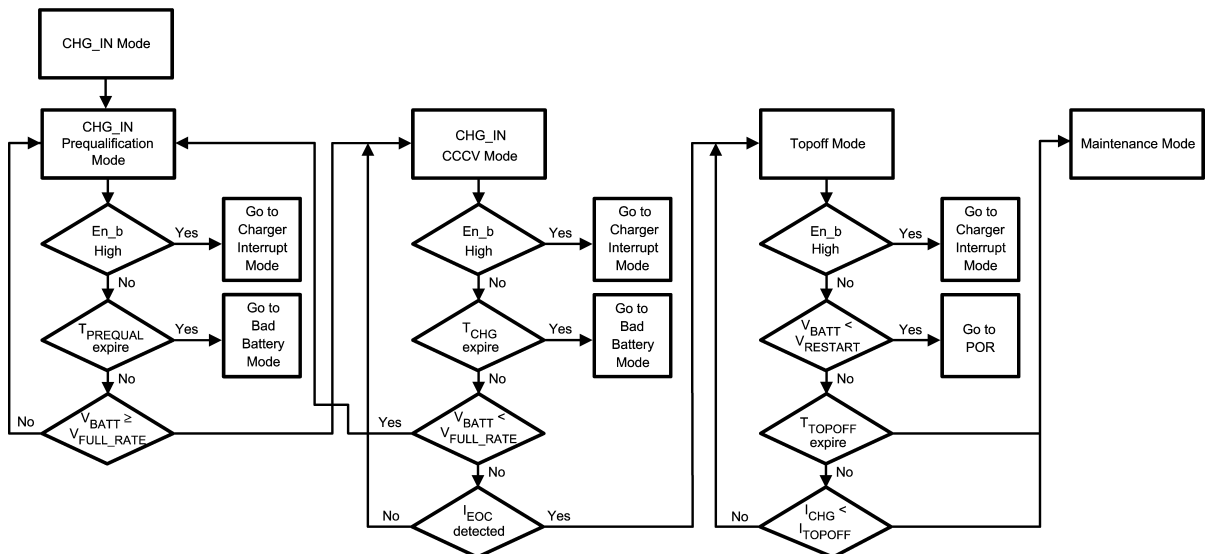 CHG_IN Mode
CHG_IN
Prequalification
Mode
En_b
High
Yes
Go to
Charger
Interrupt
Mode
No
TPREQUAL
expire
Yes
Go to
Bad
Battery
Mode
No
VBATT ≥
VFULL_RATE
No
CHG_IN
CCCV Mode
En_b
High
Yes
Go to
Charger
Interrupt
Mode
No
TCHG
expire
Yes
Go to
Bad
Battery
Mode
No
VBATT <
VFULL_RATE
Yes
No
IEOC
detected
No
Yes
Topoff Mode
En_b
High
Yes
Go to
Charger
Interrupt
Mode
No
VBATT <
VRESTART
Yes
Go to
POR
No
TTOPOFF
expire
No
ICHG <
ITOPOFF
No
Maintenance Mode